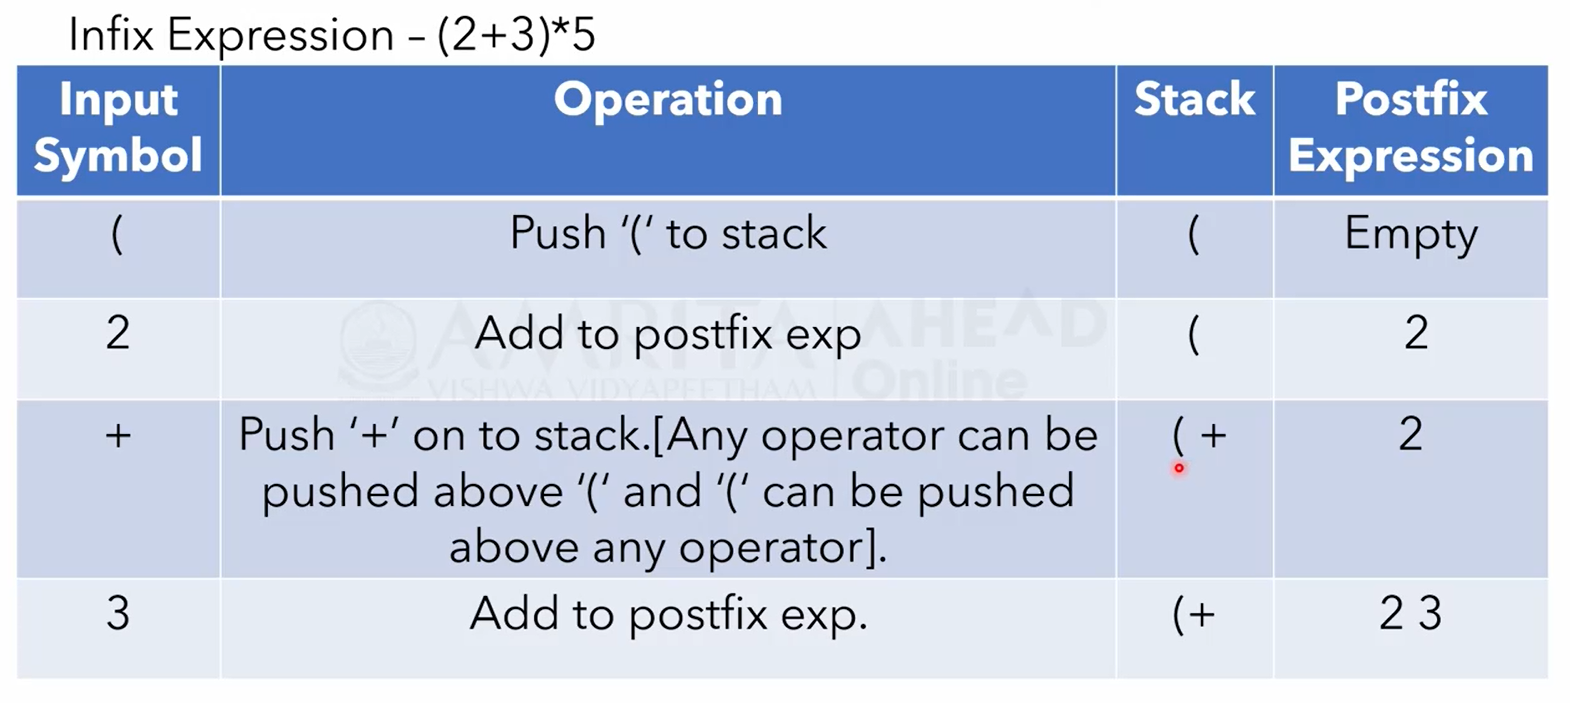 Infix Expression – (2+3)*5
Input Symbol Operation Stack Postfix Expression
( Push ‘(‘ to stack ( Empty
2 Add to postfix exp ( 2
+ Push ‘+’ on to stack.[Any operator can be ( + 2
pushed above ‘(‘ and ‘(‘ can be pushed
above any operator].
3 Add to postfix exp. (+ 2 3
AMRITA AHEAD
VISHWA VIDYAPEETHAM Online